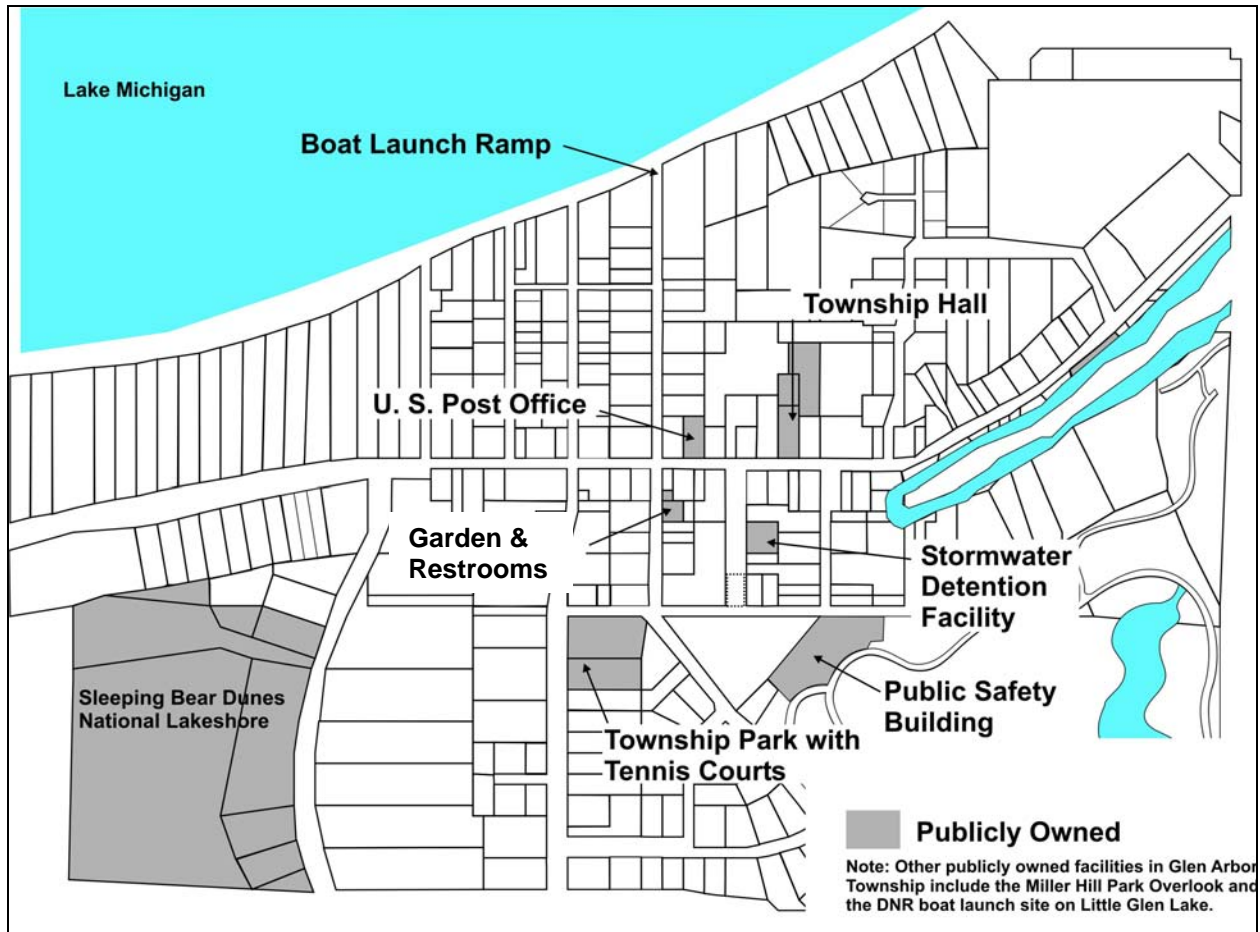 Lake Michigan
Boat Launch Ramp
Township Hall
U. S. Post Office
Garden &
Restrooms
Stormwater
Detention
Facility
Sleeping Bear Dunes
National Lakeshore
Public Safety
Building
Township Park with
Tennis Courts
Publicly Owned
Note: Other publicly owned facilities in Glen Arbor
Township include the Miller Hill Park Overlook and
the DNR boat launch site on Little Glen Lake.